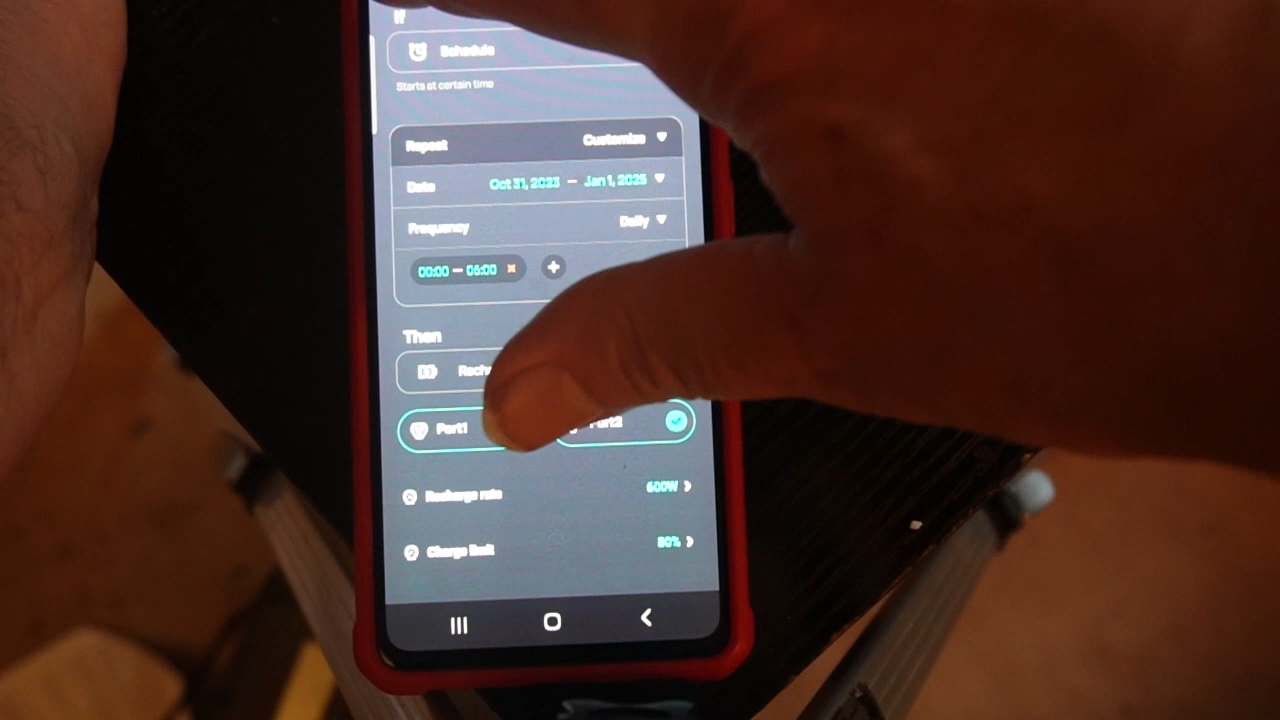 If
Schedule
Starts at certain time
Repeat Customize
Date Oct 31, 2023 — Jan 1, 2025
Frequency Daily
00:00 — 06:00 × +
Then
Port1 Port2
Recharge rate 600W >
Charge limit >